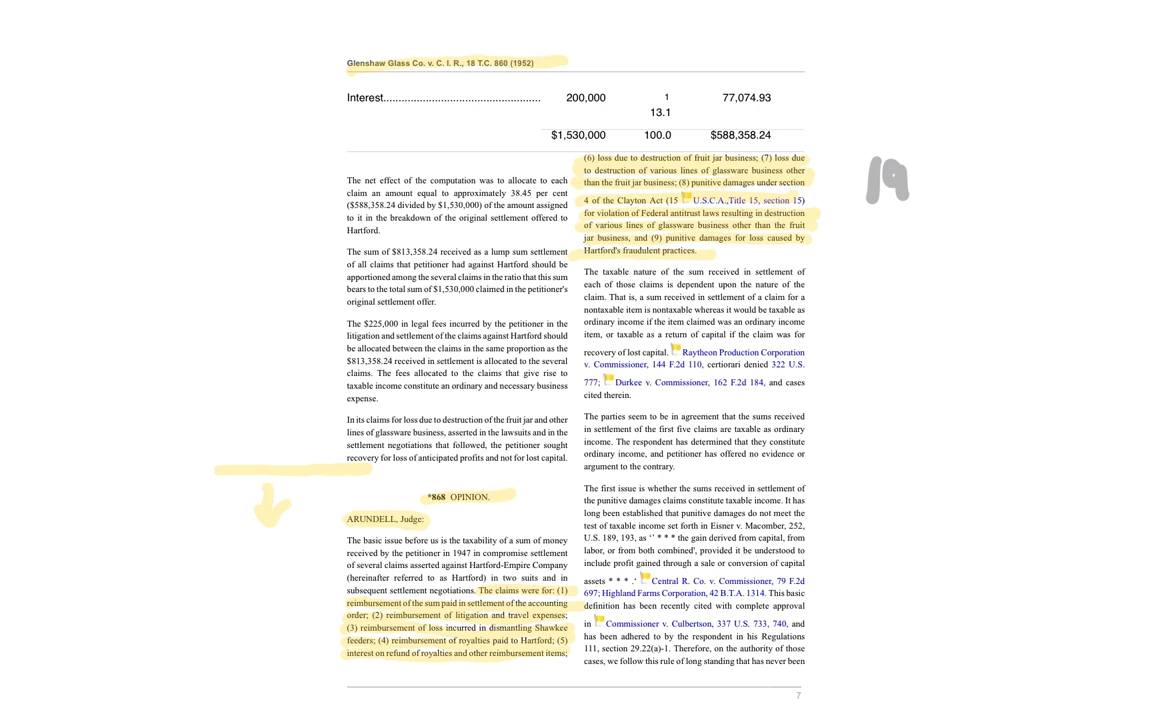 Glenshaw Glass Co. v. C. I. R., 18 T.C. 860 (1952)
Interest.................................................... 200,000 1 77,074.93
13.1
$1,530,000 100.0 $588,358.24
The net effect of the computation was to allocate to each
claim an amount equal to approximately 38.45 per cent
($588,358.24 divided by $1,530,000) of the amount assigned
to it in the breakdown of the original settlement offered to
Hartford.
The sum of $813,358.24 received as a lump sum settlement
of all claims that petitioner had against Hartford should be
apportioned among the several claims in the ratio that this sum
bears to the total sum of $1,530,000 claimed in the petitioner's
original settlement offer.
The $225,000 in legal fees incurred by the petitioner in the
litigation and settlement of the claims against Hartford should
be allocated between the claims in the same proportion as the
$813,358.24 received in settlement is allocated to the several
claims. The fees allocated to the claims that give rise to
taxable income constitute an ordinary and necessary business
expense.
In its claims for loss due to destruction of the fruit jar and other
lines of glassware business, asserted in the lawsuits and in the
settlement negotiations that followed, the petitioner sought
recovery for loss of anticipated profits and not for lost capital.
*868 OPINION.
ARUNDELL, Judge:
The basic issue before us is the taxability of a sum of money
received by the petitioner in 1947 in compromise settlement
of several claims asserted against Hartford-Empire Company
(hereinafter referred to as Hartford) in two suits and in
subsequent settlement negotiations. The claims were for: (1)
reimbursement of the sum paid in settlement of the accounting
order; (2) reimbursement of litigation and travel expenses;
(3) reimbursement of loss incurred in dismantling Shawkee
feeders; (4) reimbursement of royalties paid to Hartford; (5)
interest on refund of royalties and other reimbursement items;
(6) loss due to destruction of fruit jar business; (7) loss due
to destruction of various lines of glassware business other
than the fruit jar business; (8) punitive damages under section
4 of the Clayton Act (15 U.S.C.A.,Title 15, section 15)
for violation of Federal antitrust laws resulting in destruction
of various lines of glassware business other than the fruit
jar business, and (9) punitive damages for loss caused by
Hartford's fraudulent practices.
The taxable nature of the sum received in settlement of
each of those claims is dependent upon the nature of the
claim. That is, a sum received in settlement of a claim for a
nontaxable item is nontaxable whereas it would be taxable as
ordinary income if the item claimed was an ordinary income
item, or taxable as a return of capital if the claim was for
recovery of lost capital. Raytheon Production Corporation
v. Commissioner, 144 F.2d 110, certiorari denied 322 U.S.
777; Durkee v. Commissioner, 162 F.2d 184, and cases
cited therein.
The parties seem to be in agreement that the sums received
in settlement of the first five claims are taxable as ordinary
income. The respondent has determined that they constitute
ordinary income, and petitioner has offered no evidence or
argument to the contrary.
The first issue is whether the sums received in settlement of
the punitive damages claims constitute taxable income. It has
long been established that punitive damages do not meet the
test of taxable income set forth in Eisner v. Macomber, 252,
U.S. 189, 193, as ‘’ * * * the gain derived from capital, from
labor, or from both combined', provided it be understood to
include profit gained through a sale or conversion of capital
assets * * * .’ Central R. Co. v. Commissioner, 79 F.2d
697; Highland Farms Corporation, 42 B.T.A. 1314. This basic
definition has been recently cited with complete approval
in Commissioner v. Culbertson, 337 U.S. 733, 740, and
has been adhered to by the respondent in his Regulations
111, section 29.22(a)-1. Therefore, on the authority of those
cases, we follow this rule of long standing that has never been
19
7